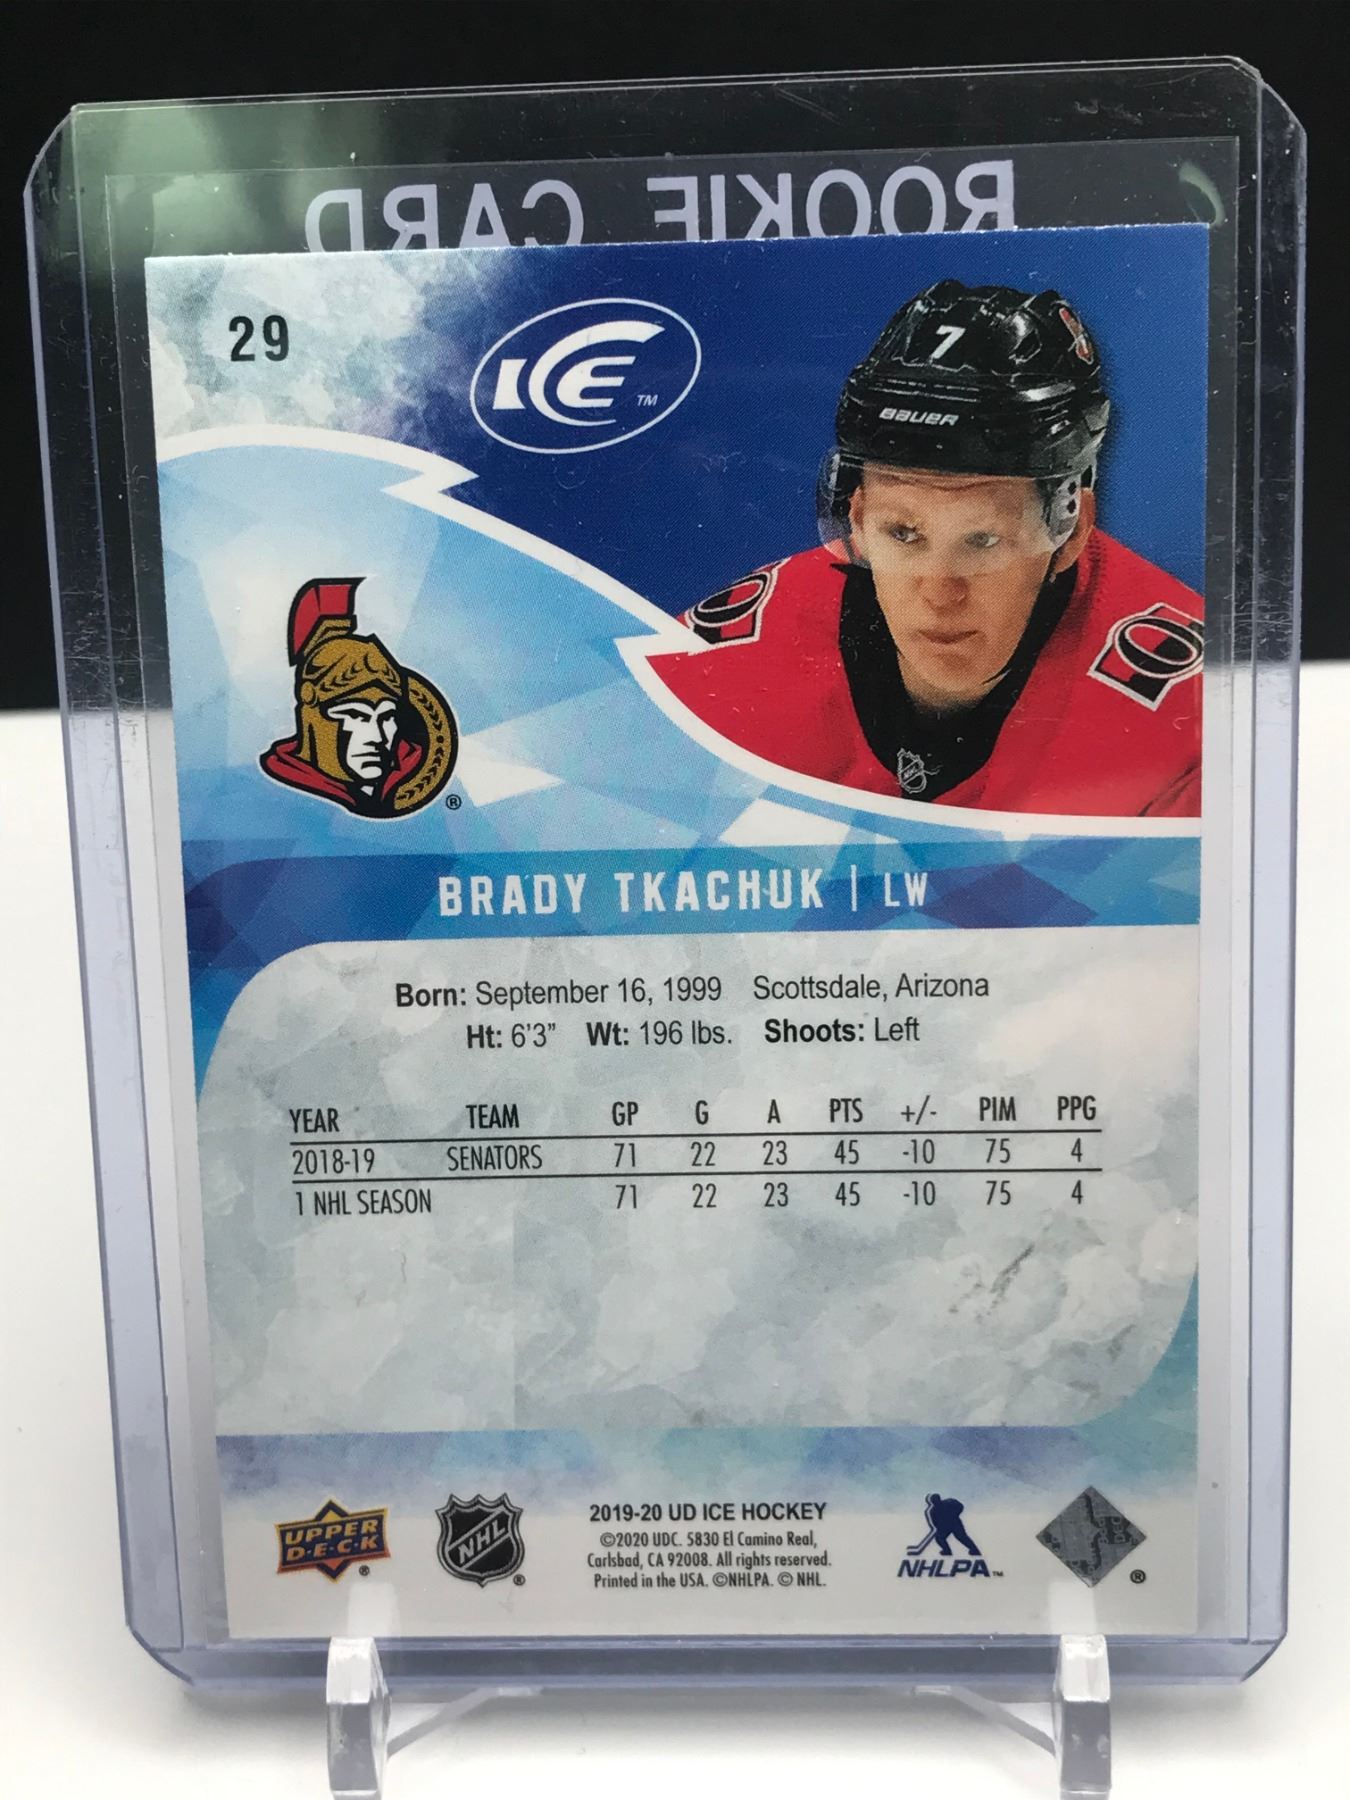 ROOKIE CARD
29
ICE TM
7
BAUER
®
BRADY TKACHUK | LW
Born: September 16, 1999 Scottsdale, Arizona
Ht: 6'3" Wt: 196 lbs. Shoots: Left
YEAR TEAM GP G A PTS +/- PIM PPG
2018-19 SENATORS 71 22 23 45 -10 75 4
1 NHL SEASON 71 22 23 45 -10 75 4
UPPER
D·E·C·K ®
NHL ®
2019-20 UD ICE HOCKEY
©2020 UDC. 5830 El Camino Real,
Carlsbad, CA 92008. All rights reserved.
Printed in the USA. ©NHLPA. © NHL.
NHLPA™
®